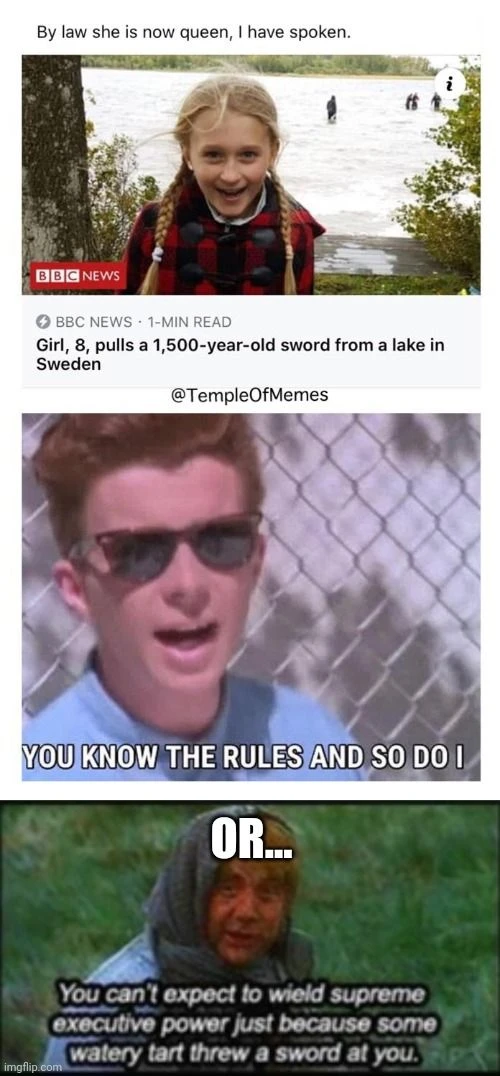 By law she is now queen, I have spoken.
i
BBC NEWS
BBC NEWS · 1-MIN READ
Girl, 8, pulls a 1,500-year-old sword from a lake in
Sweden
@TempleOfMemes
YOU KNOW THE RULES AND SO DO I
OR...
You can't expect to wield supreme
executive power just because some
watery tart threw a sword at you.
imgflip.com